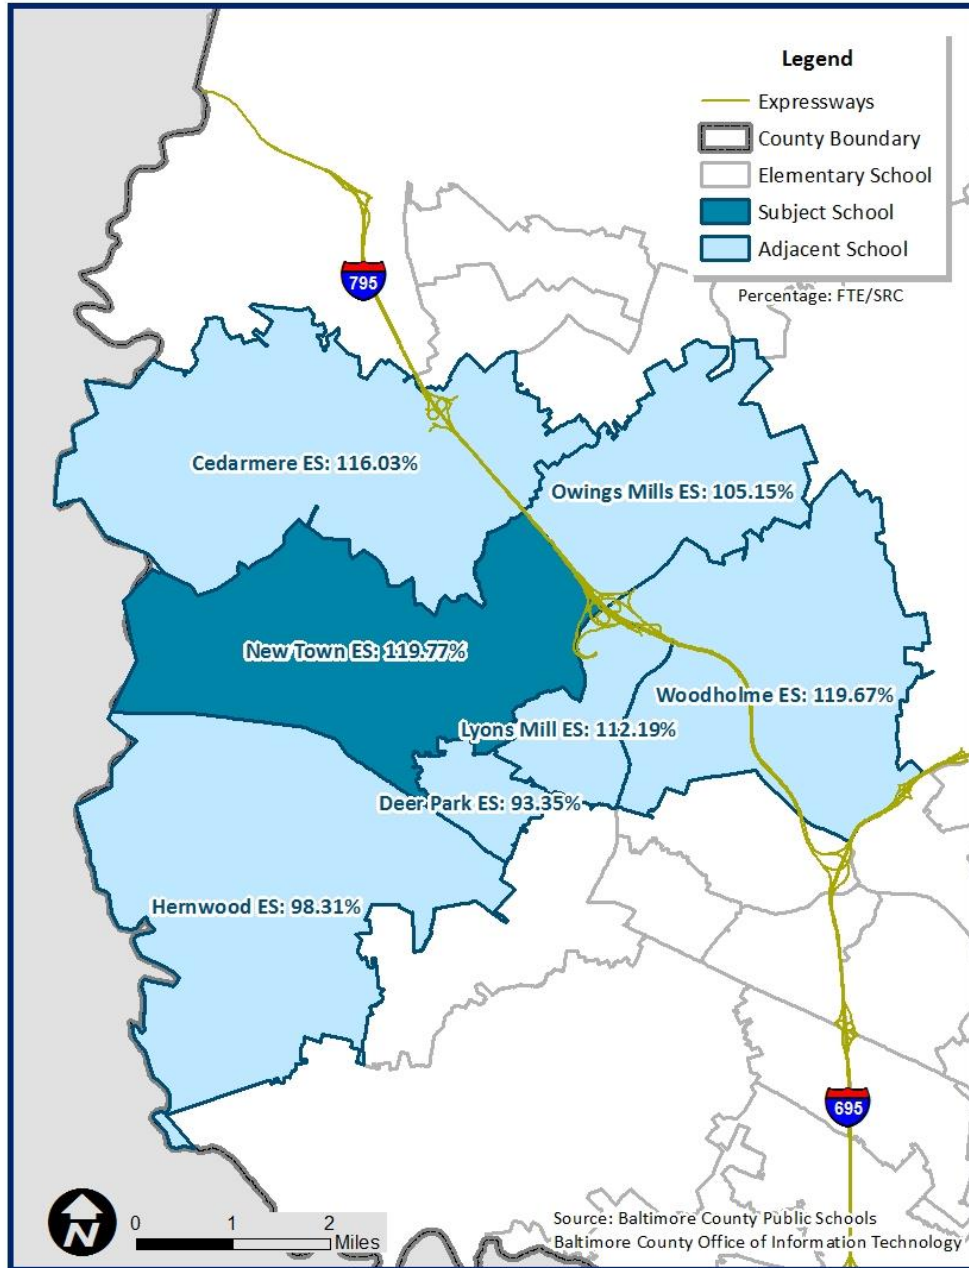 Legend
Expressways
County Boundary
Elementary School
Subject School
Adjacent School
Percentage: FTE/SRC
795
Cedarmere ES: 116.03%
Owings Mills ES: 105.15%
New Town ES: 119.77%
Woodholme ES: 119.67%
Lyons Mill ES: 112.19%
Deer Park ES: 93.35%
Hernwood ES: 98.31%
695
N
0 1 2
Miles
Source: Baltimore County Public Schools
Baltimore County Office of Information Technology